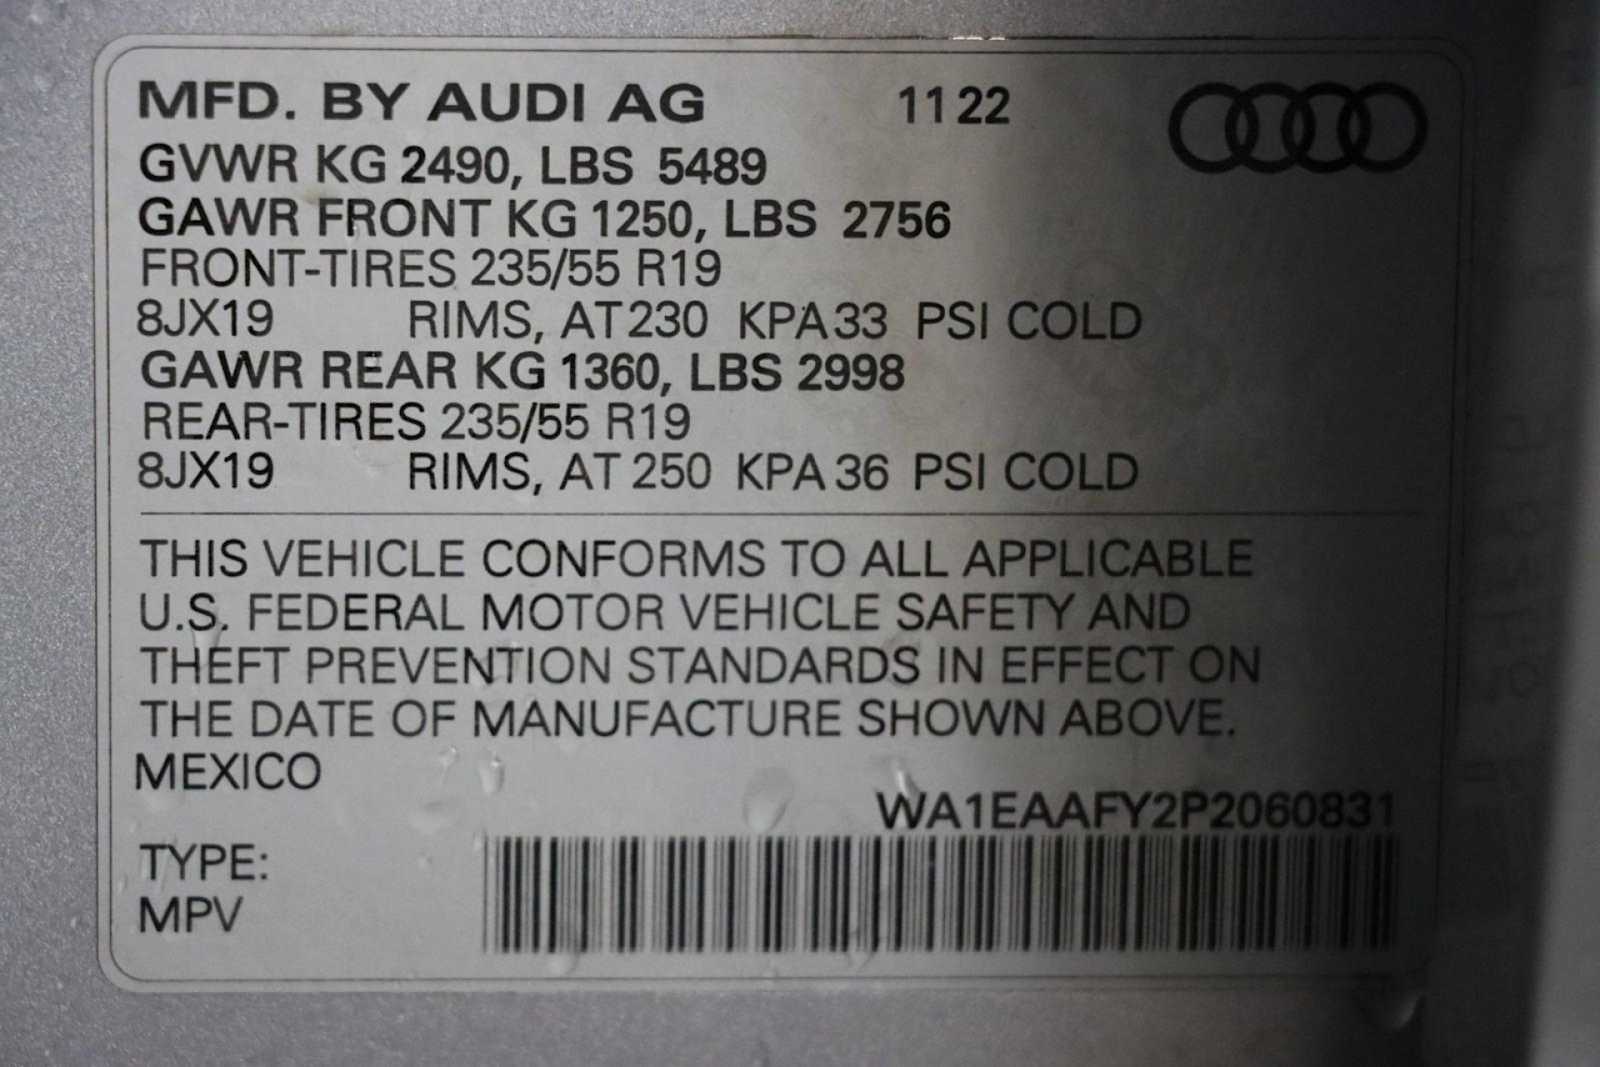 MFD. BY AUDI AG 11 22
GVWR KG 2490, LBS 5489
GAWR FRONT KG 1250, LBS 2756
FRONT-TIRES 235/55 R19
8JX19 RIMS, AT 230 KPA 33 PSI COLD
GAWR REAR KG 1360, LBS 2998
REAR-TIRES 235/55 R19
8JX19 RIMS, AT 250 KPA 36 PSI COLD
THIS VEHICLE CONFORMS TO ALL APPLICABLE
U.S. FEDERAL MOTOR VEHICLE SAFETY AND
THEFT PREVENTION STANDARDS IN EFFECT ON
THE DATE OF MANUFACTURE SHOWN ABOVE.
MEXICO
WA1EAAFY2P2060831
TYPE:
MPV